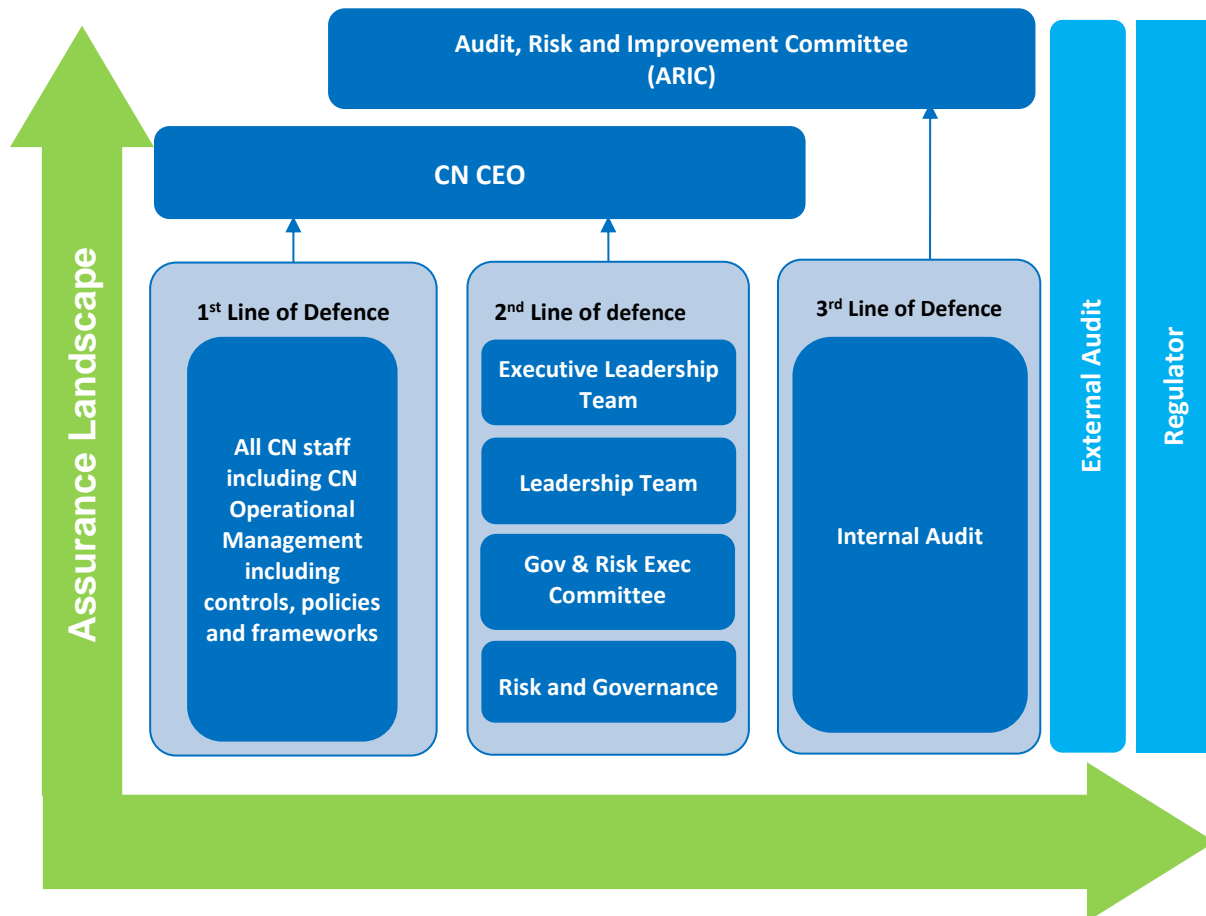 Audit, Risk and Improvement Committee
(ARIC)
CN CEO
Assurance Landscape
1st Line of Defence
All CN staff
including CN
Operational
Management
including
controls, policies
and frameworks
2nd Line of defence
Executive Leadership
Team
Leadership Team
Gov & Risk Exec
Committee
Risk and Governance
3rd Line of Defence
Internal Audit
External Audit
Regulator